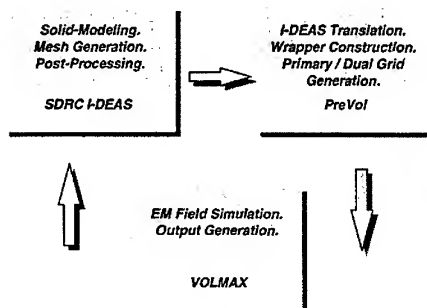 Solid-Modeling.
Mesh Generation.
Post-Processing.
SDRC I-DEAS
I-DEAS Translation.
Wrapper Construction.
Primary / Dual Grid
Generation.
PreVol
EM Field Simulation.
Output Generation.
VOLMAX